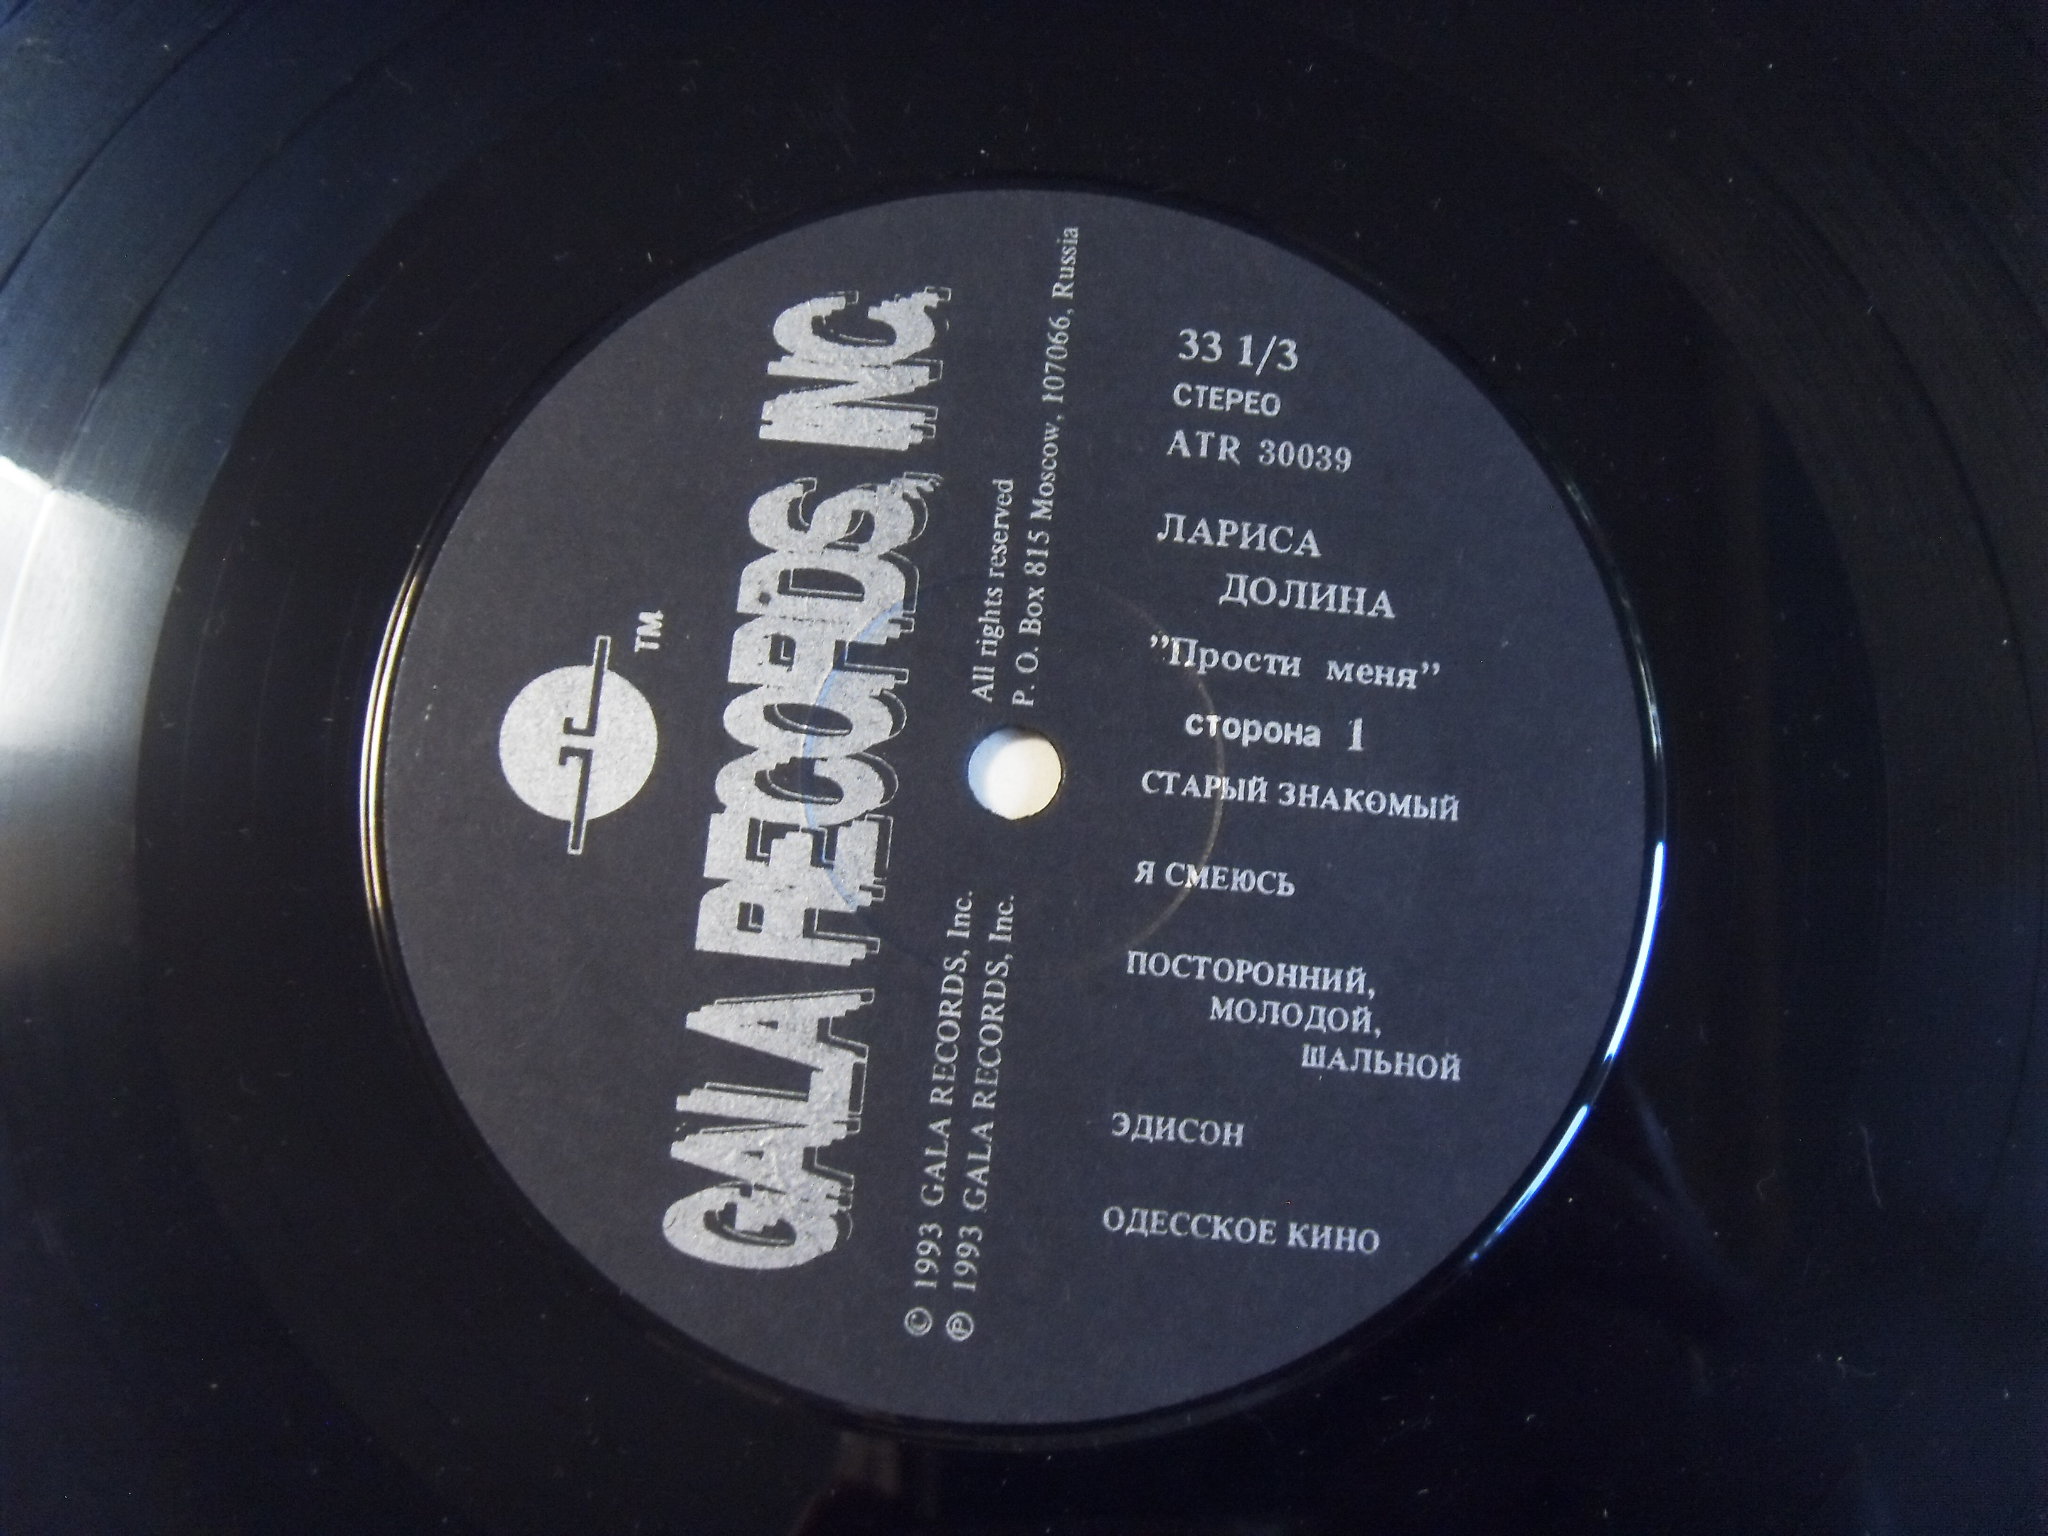 TM
GALA RECORDS, INC.
All rights reserved
P. O. Box 815 Moscow, 107066, Russia
© 1993 GALA RECORDS, Inc.
℗ 1993 GALA RECORDS, Inc.
33 1/3
СТЕРЕО
ATR 30039
ЛАРИСА
ДОЛИНА
”Прости меня”
сторона 1
СТАРЫЙ ЗНАКОМЫЙ
Я СМЕЮСЬ
ПОСТОРОННИЙ,
МОЛОДОЙ,
ШАЛЬНОЙ
ЭДИСОН
ОДЕССКОЕ КИНО